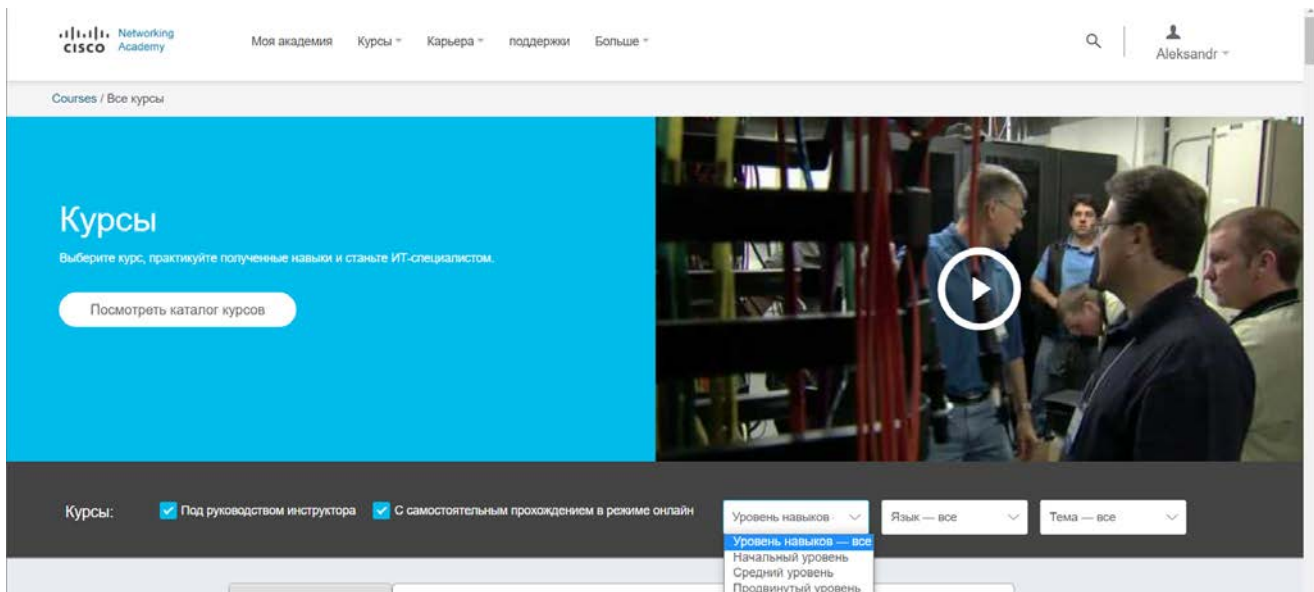 Networking
CISCO Academy
Моя академия Курсы Карьера поддержки Больше
Aleksandr
Courses / Все курсы
Курсы
Выберите курс, практикуйте полученные навыки и станьте ИТ-специалистом.
Посмотреть каталог курсов
Курсы: Под руководством инструктора С самостоятельным прохождением в режиме онлайн Уровень навыков Язык — все Тема — все
Уровень навыков — все
Начальный уровень
Средний уровень
Продвинутый уровень